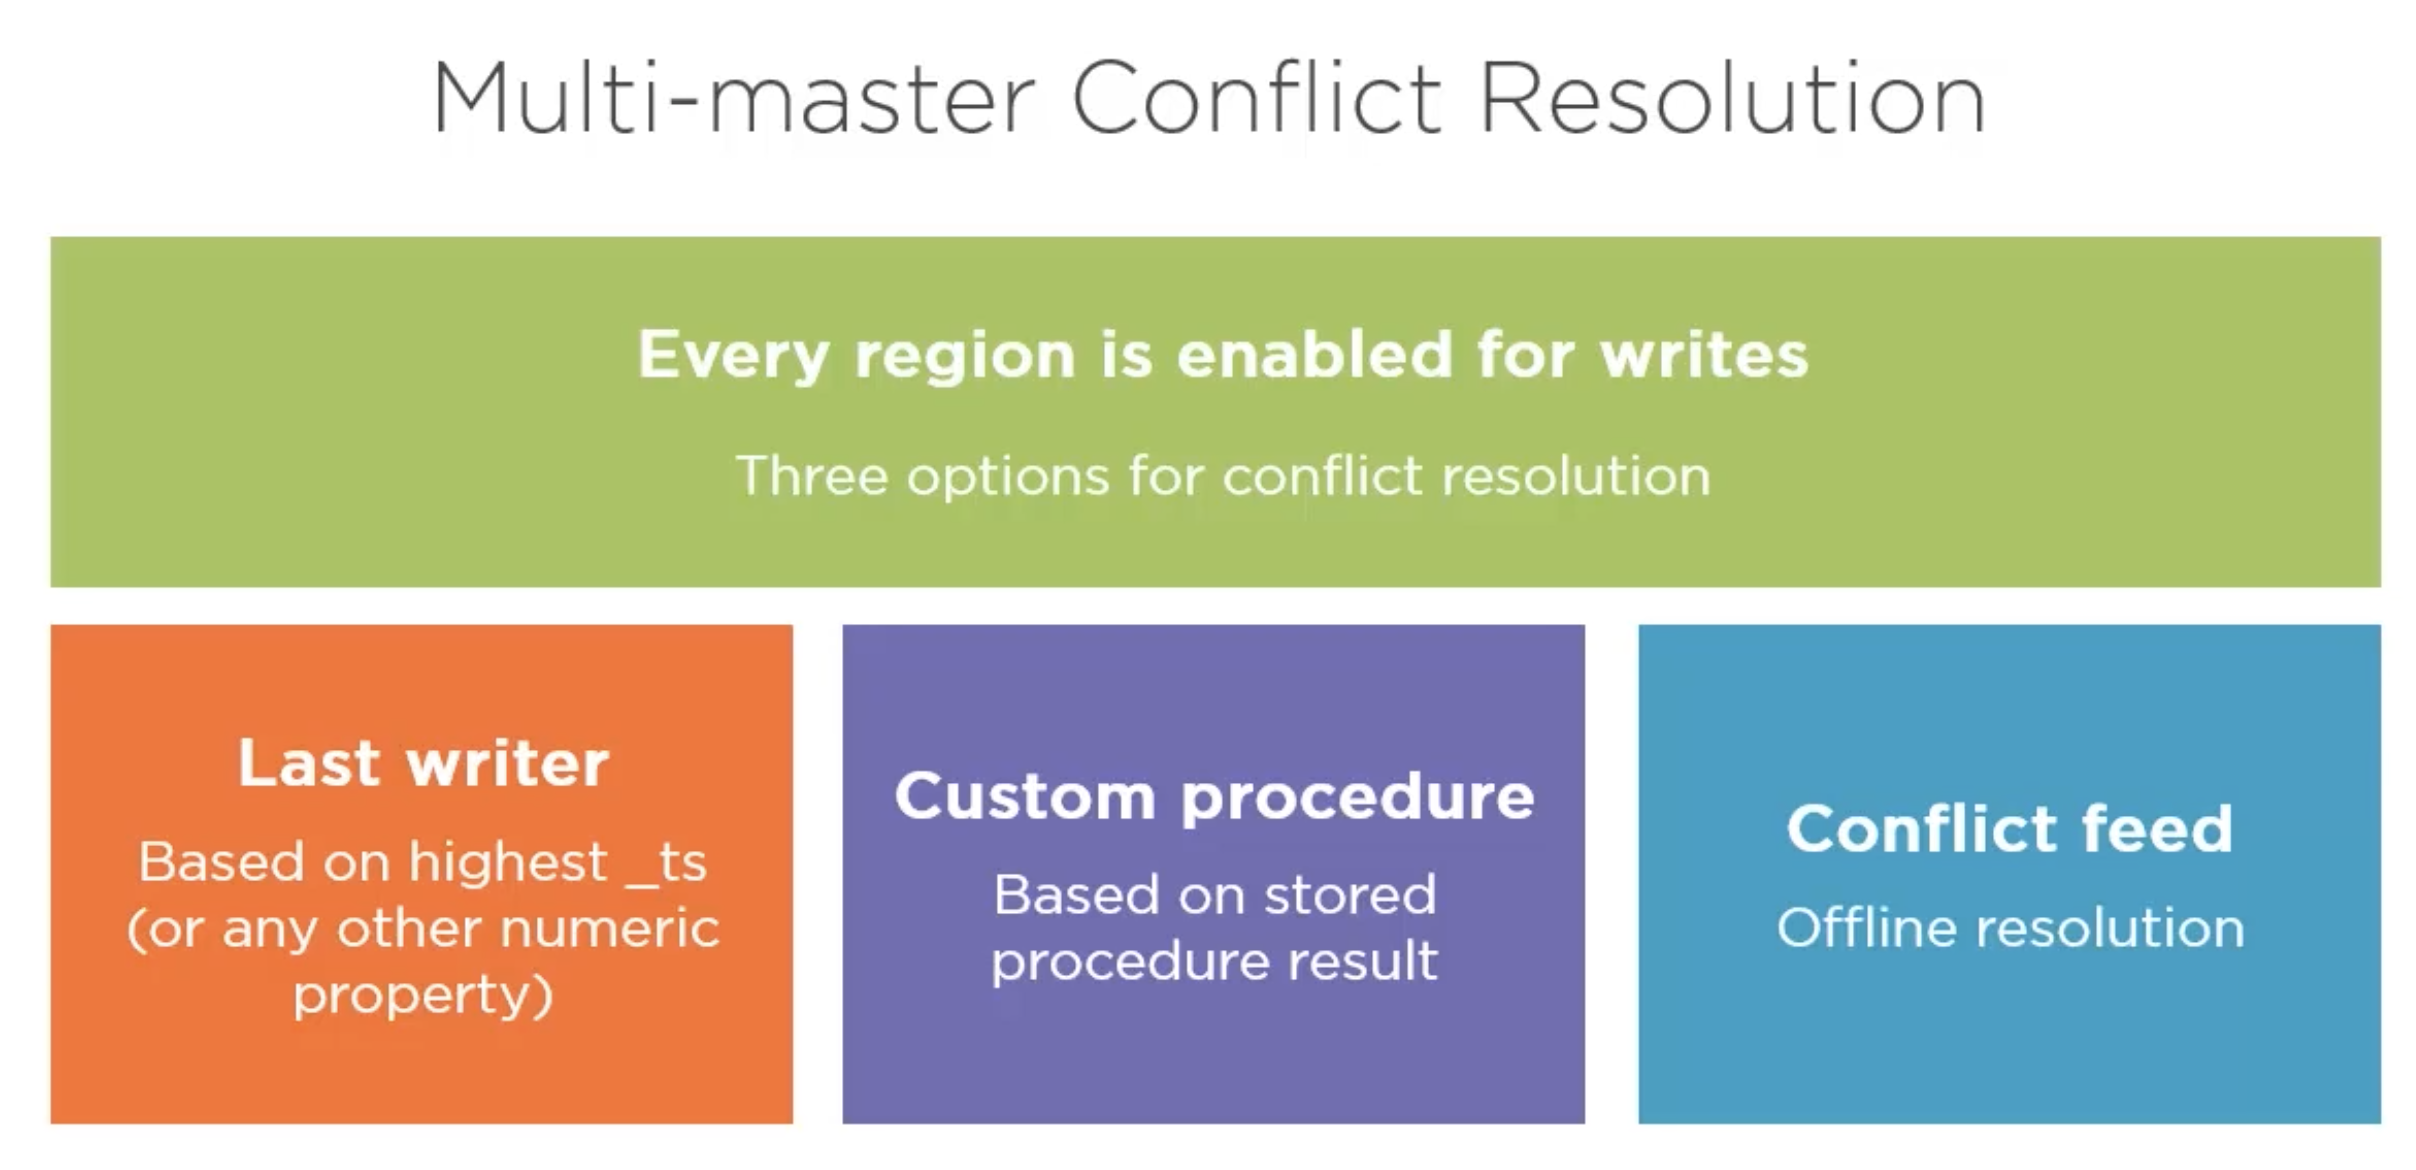 Multi-master Conflict Resolution
Every region is enabled for writes
Three options for conflict resolution
Last writer
Based on highest _ts
(or any other numeric
property)
Custom procedure
Based on stored
procedure result
Conflict feed
Offline resolution